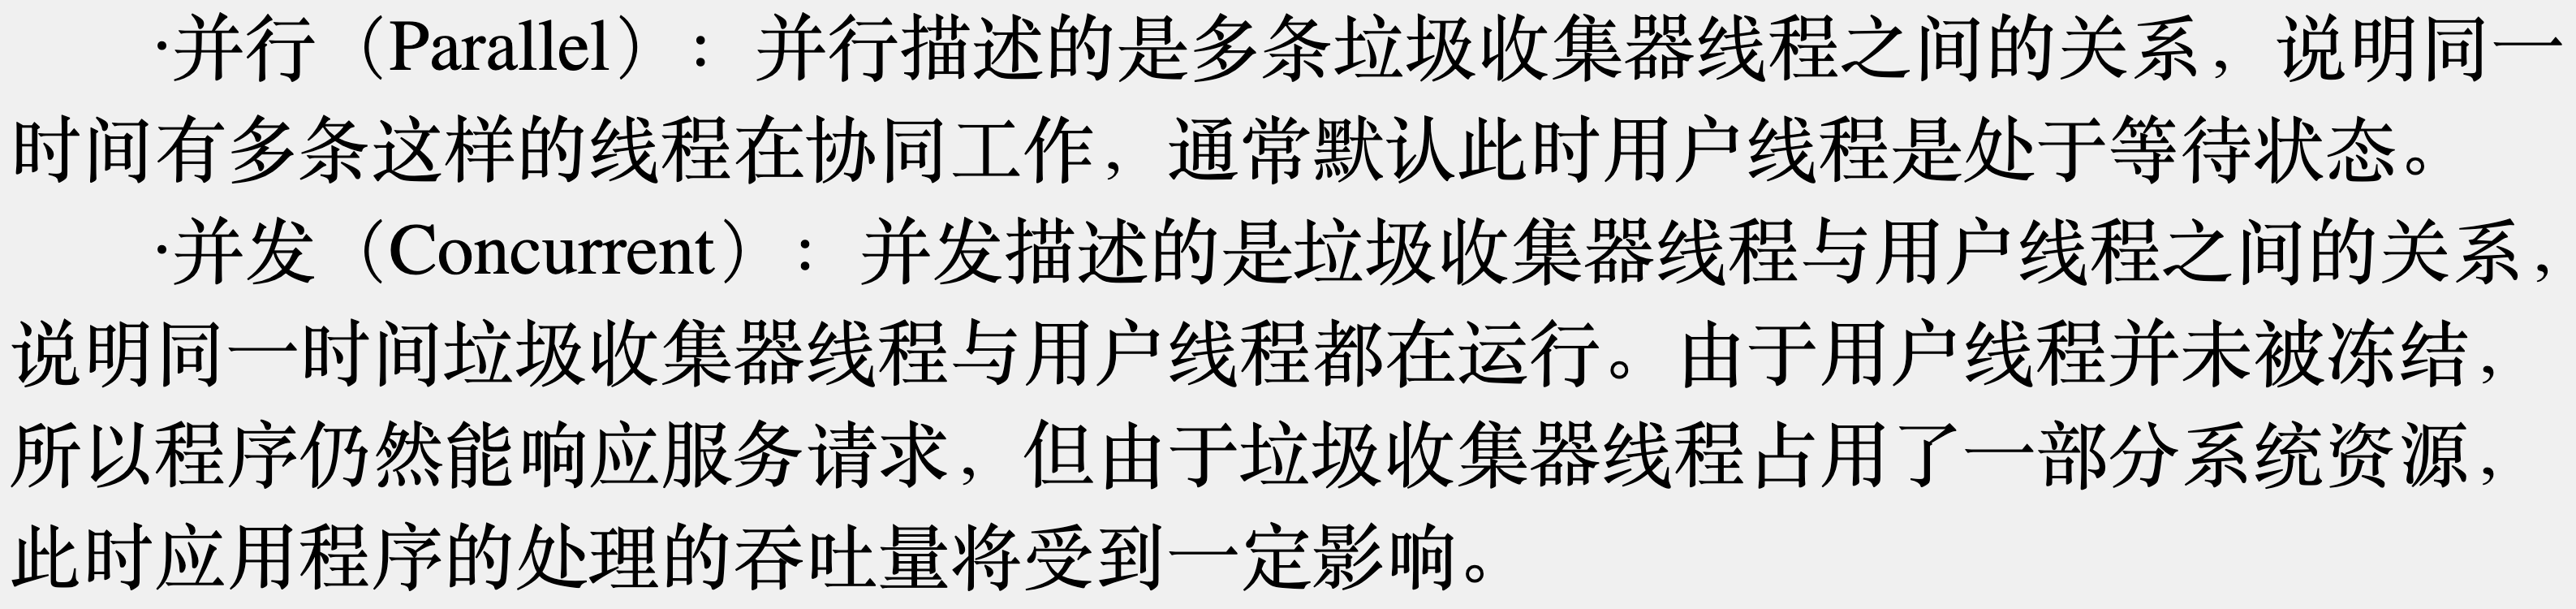 ·并行（Parallel）：并行描述的是多条垃圾收集器线程之间的关系，说明同一
时间有多条这样的线程在协同工作，通常默认此时用户线程是处于等待状态。
·并发（Concurrent）：并发描述的是垃圾收集器线程与用户线程之间的关系，
说明同一时间垃圾收集器线程与用户线程都在运行。由于用户线程并未被冻结，
所以程序仍然能响应服务请求，但由于垃圾收集器线程占用了一部分系统资源，
此时应用程序的处理的吞吐量将受到一定影响。